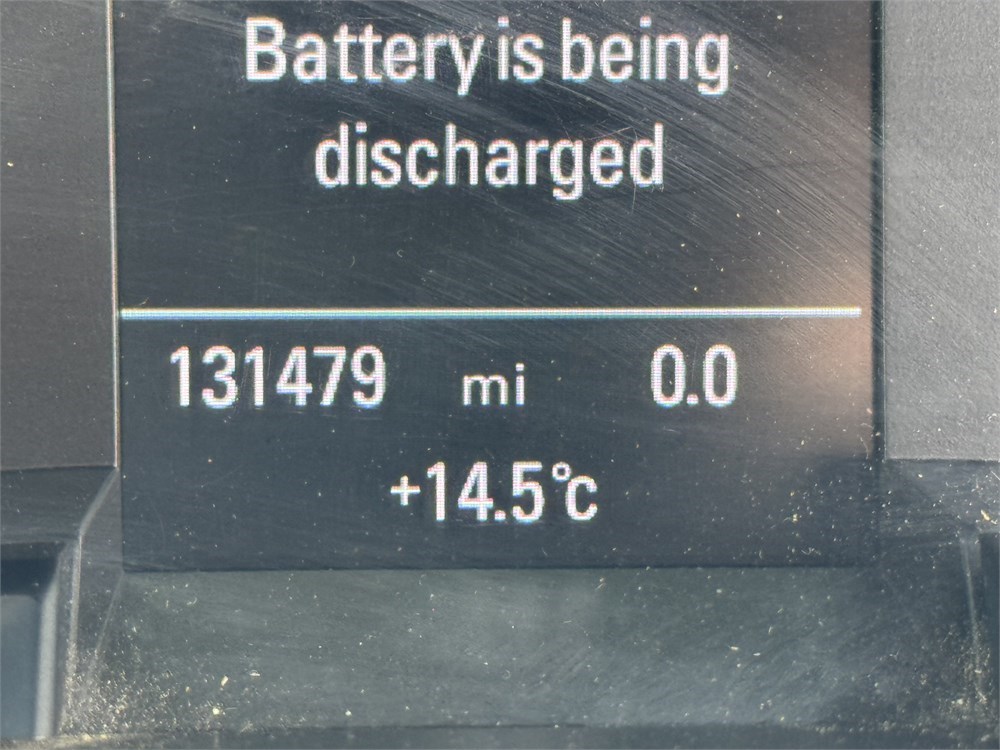 Battery is being
discharged
131479 mi 0.0
+14.5°c